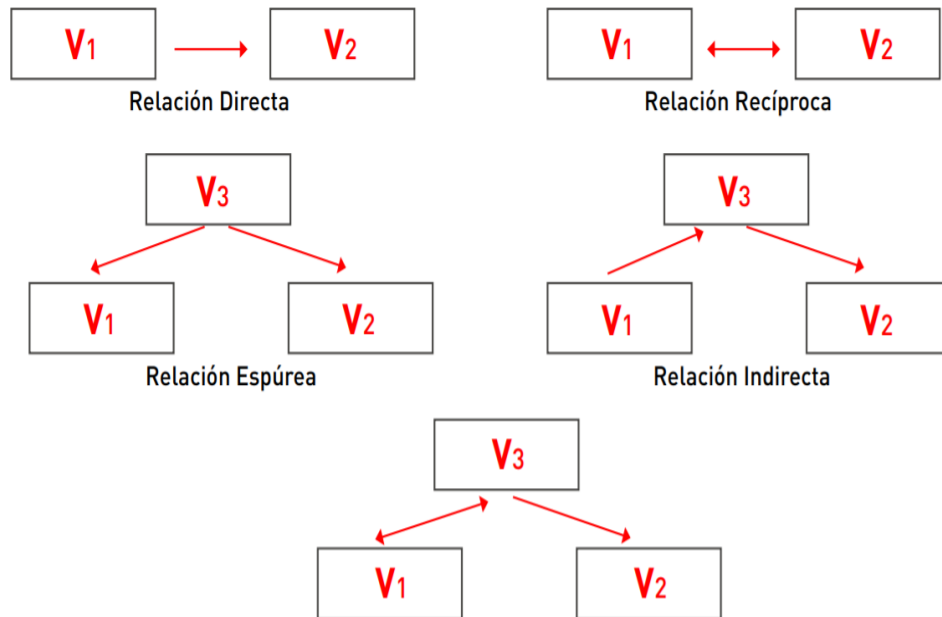 V1 V2 V1 V2
Relación Directa Relación Recíproca
V3 V3
V1 V2 V1 V2
Relación Espúrea Relación Indirecta
V3
V1 V2